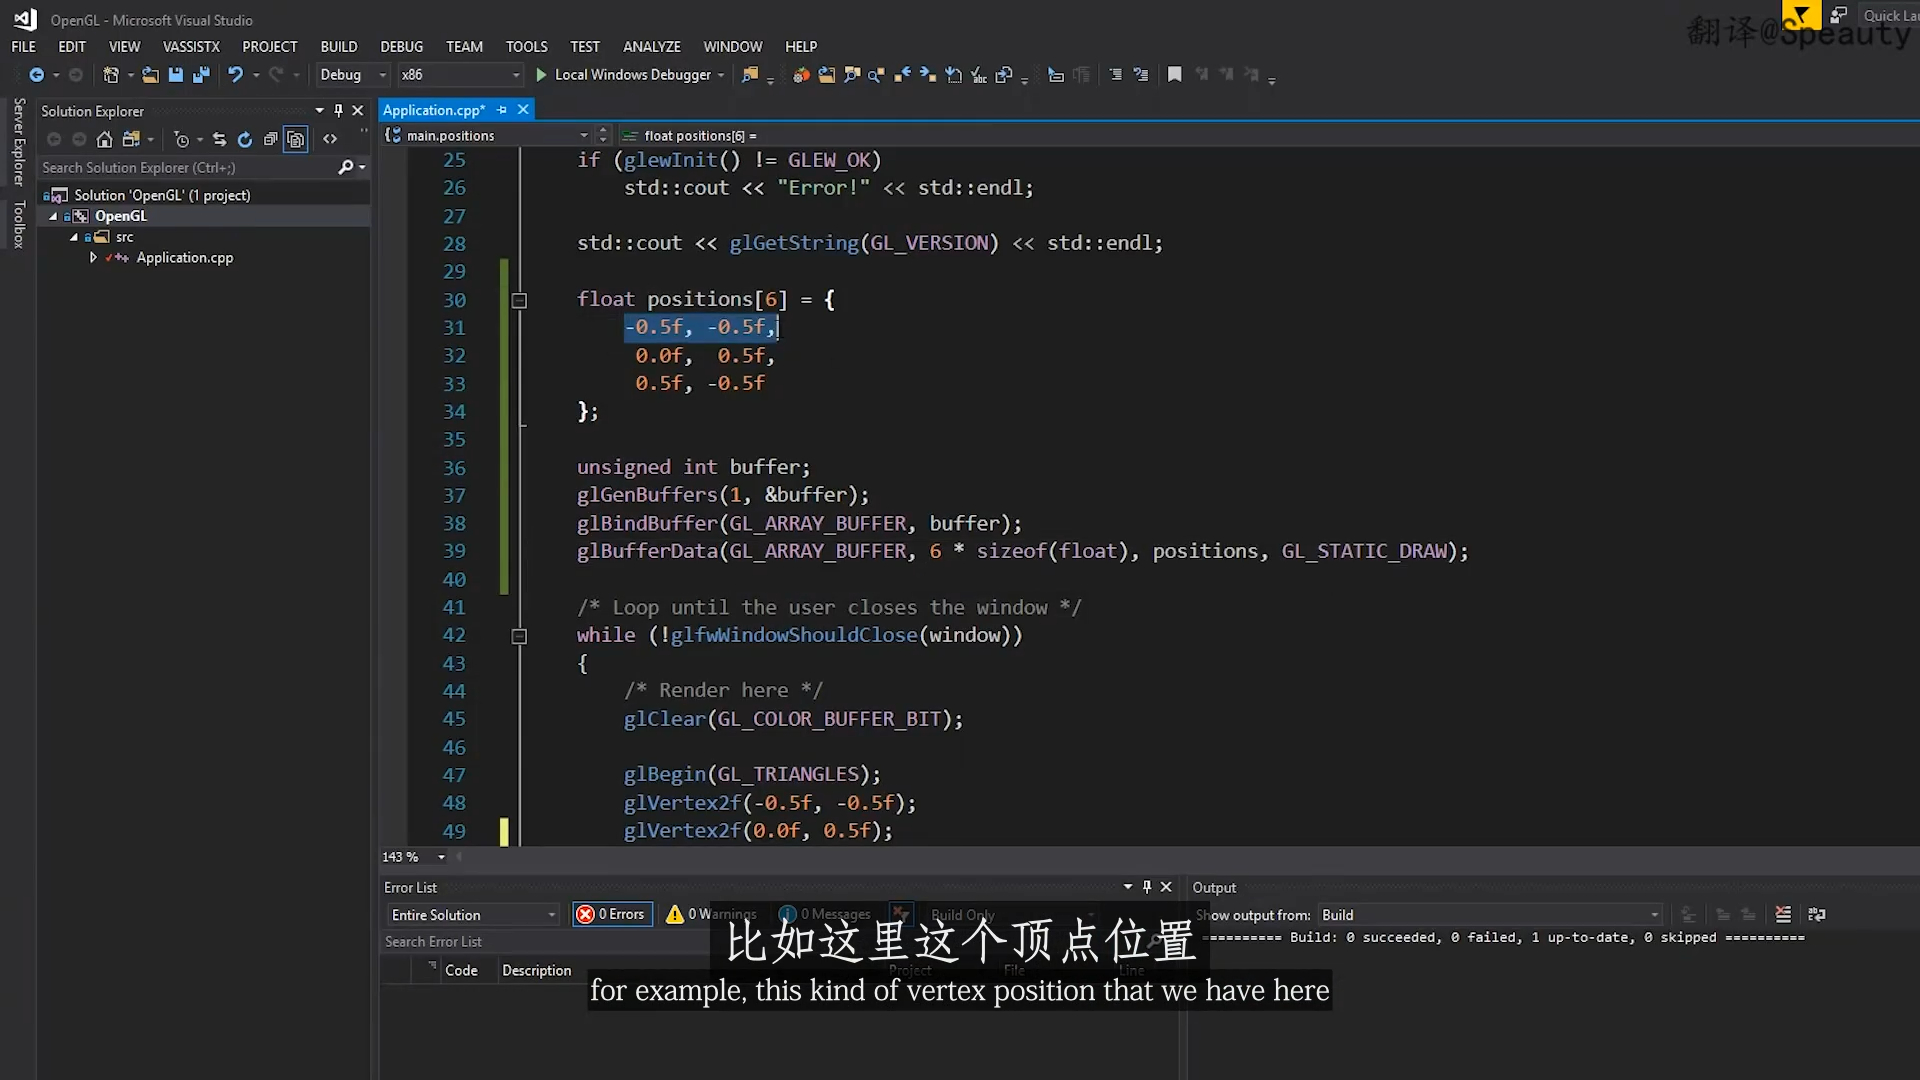 OpenGL - Microsoft Visual Studio
Quick Lau
翻译@Speauty
FILE EDIT VIEW VASSISTX PROJECT BUILD DEBUG TEAM TOOLS TEST ANALYZE WINDOW HELP
Debug x86 Local Windows Debugger
Server Explorer
Toolbox
Solution Explorer
Search Solution Explorer (Ctrl+;)
Solution 'OpenGL' (1 project)
OpenGL
src
Application.cpp
Application.cpp*
main.positions
float positions[6] =
25 if (glewInit() != GLEW_OK)
26 std::cout << "Error!" << std::endl;
27
28 std::cout << glGetString(GL_VERSION) << std::endl;
29
30 float positions[6] = {
31 -0.5f, -0.5f,
32 0.0f, 0.5f,
33 0.5f, -0.5f
34 };
35
36 unsigned int buffer;
37 glGenBuffers(1, &buffer);
38 glBindBuffer(GL_ARRAY_BUFFER, buffer);
39 glBufferData(GL_ARRAY_BUFFER, 6 * sizeof(float), positions, GL_STATIC_DRAW);
40
41 /* Loop until the user closes the window */
42 while (!glfwWindowShouldClose(window))
43 {
44 /* Render here */
45 glClear(GL_COLOR_BUFFER_BIT);
46
47 glBegin(GL_TRIANGLES);
48 glVertex2f(-0.5f, -0.5f);
49 glVertex2f(0.0f, 0.5f);
143 %
Error List
Entire Solution 0 Errors 0 Warnings 0 Messages Build Only
Search Error List
Code Description Project File Line
Output
Show output from: Build
========== Build: 0 succeeded, 0 failed, 1 up-to-date, 0 skipped ==========
比如这里这个顶点位置
for example, this kind of vertex position that we have here